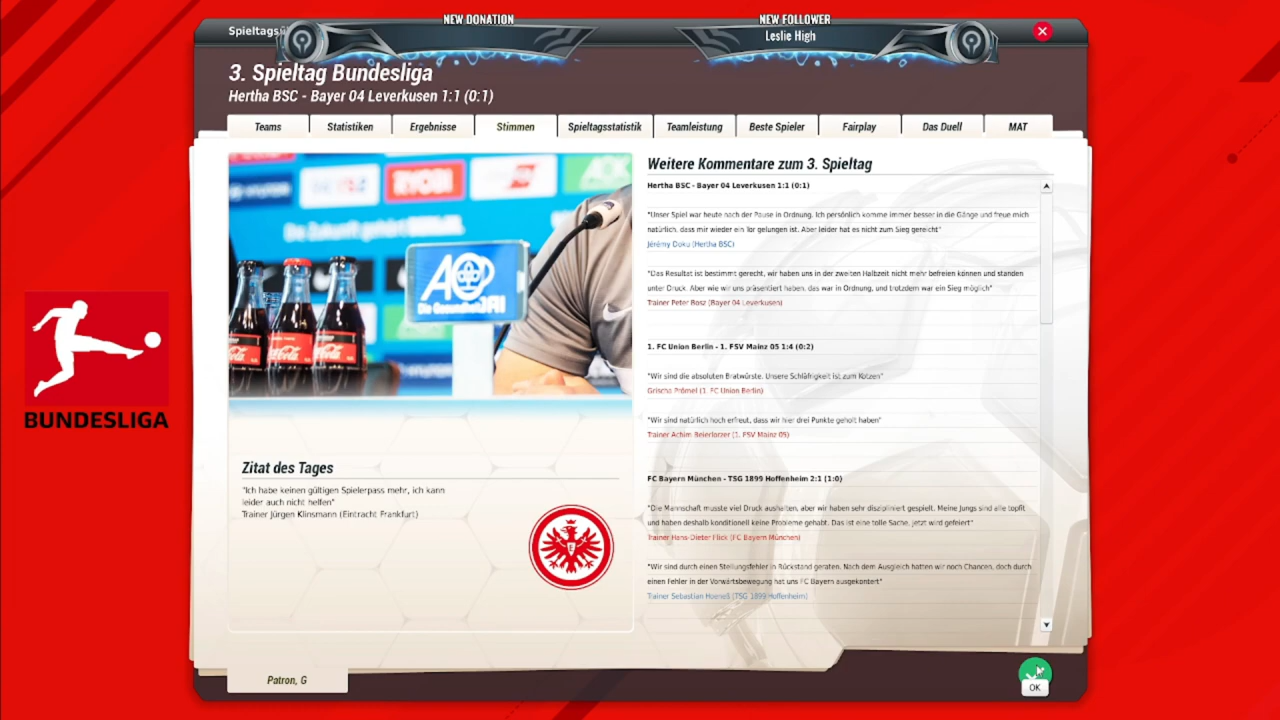 NEW DONATION
NEW FOLLOWER
Leslie High
Spieltagsü
3. Spieltag Bundesliga
Hertha BSC - Bayer 04 Leverkusen 1:1 (0:1)
Teams
Statistiken
Ergebnisse
Stimmen
Spieltagsstatistik
Teamleistung
Beste Spieler
Fairplay
Das Duell
MAT
RYOBI
AOK
Die Zukunft gehört
AOK
Die Gesundheit
Coca-Cola
Zitat des Tages
"Ich habe keinen gültigen Spielerpass mehr, ich kann
leider auch nicht helfen"
Trainer Jürgen Klinsmann (Eintracht Frankfurt)
Weitere Kommentare zum 3. Spieltag
Hertha BSC - Bayer 04 Leverkusen 1:1 (0:1)
"Unser Spiel war heute nach der Pause in Ordnung. Ich persönlich komme immer besser in die Gänge und freue mich
natürlich, dass mir wieder ein Tor gelungen ist. Aber leider hat es nicht zum Sieg gereicht"
Jérémy Doku (Hertha BSC)
"Das Resultat ist bestimmt gerecht, wir haben uns in der zweiten Halbzeit nicht mehr befreien können und standen
unter Druck. Aber wie wir uns präsentiert haben, das war in Ordnung, und trotzdem war ein Sieg möglich"
Trainer Peter Bosz (Bayer 04 Leverkusen)
1. FC Union Berlin - 1. FSV Mainz 05 1:4 (0:2)
"Wir sind die absoluten Bratwürste. Unsere Schläfrigkeit ist zum Kotzen"
Grischa Prömel (1. FC Union Berlin)
"Wir sind natürlich hoch erfreut, dass wir hier drei Punkte geholt haben"
Trainer Achim Beierlorzer (1. FSV Mainz 05)
FC Bayern München - TSG 1899 Hoffenheim 2:1 (1:0)
"Die Mannschaft musste viel Druck aushalten, aber wir haben sehr diszipliniert gespielt. Meine Jungs sind alle topfit
und haben deshalb konditionell keine Probleme gehabt. Das ist eine tolle Sache, jetzt wird gefeiert"
Trainer Hans-Dieter Flick (FC Bayern München)
"Wir sind durch einen Stellungsfehler in Rückstand geraten. Nach dem Ausgleich hatten wir noch Chancen, doch durch
einen Fehler in der Vorwärtsbewegung hat uns FC Bayern ausgekontert"
Trainer Sebastian Hoeneß (TSG 1899 Hoffenheim)
BUNDESLIGA
Patron, G
OK